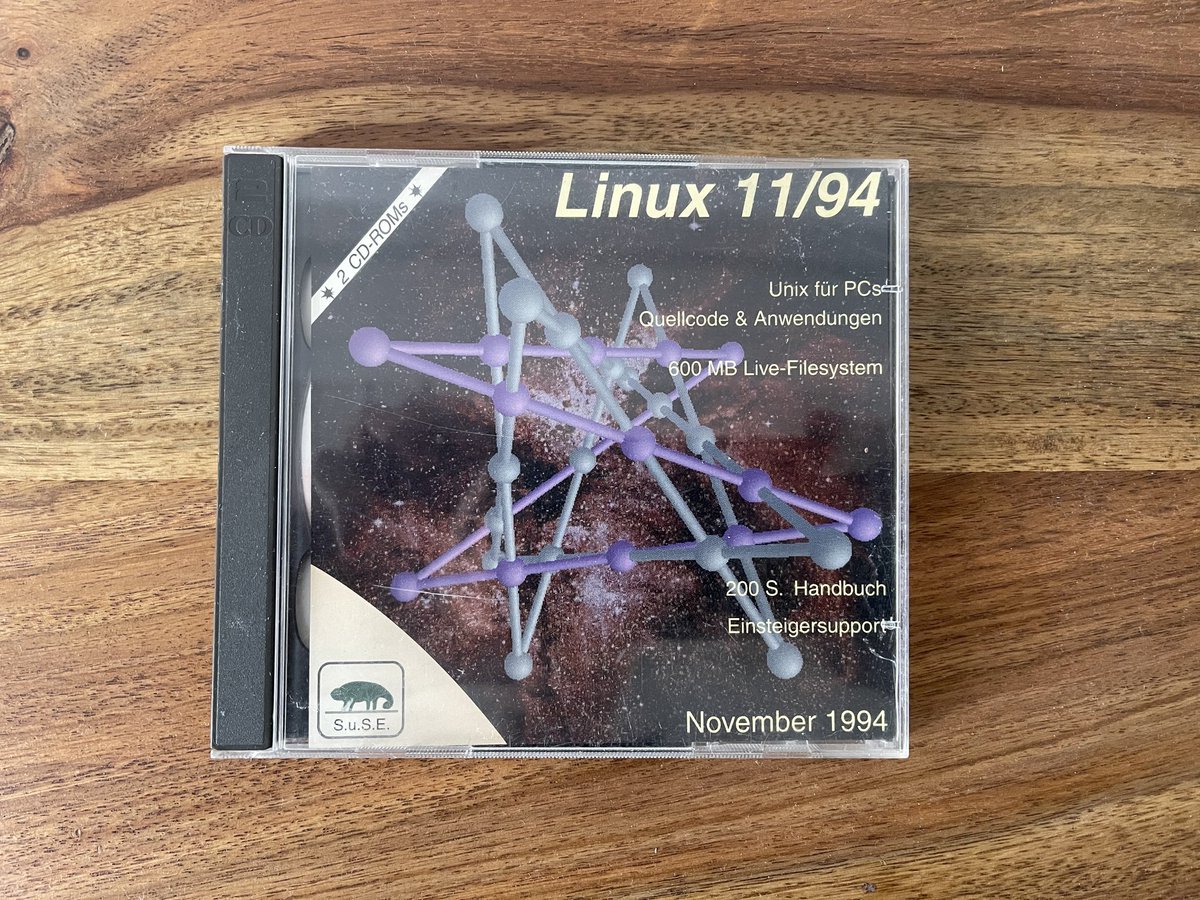 CD
✷ 2 CD-ROMs ✷
Linux 11/94
Unix für PCs
Quellcode & Anwendungen
600 MB Live-Filesystem
200 S. Handbuch
Einsteigersupport
S.u.S.E.
November 1994